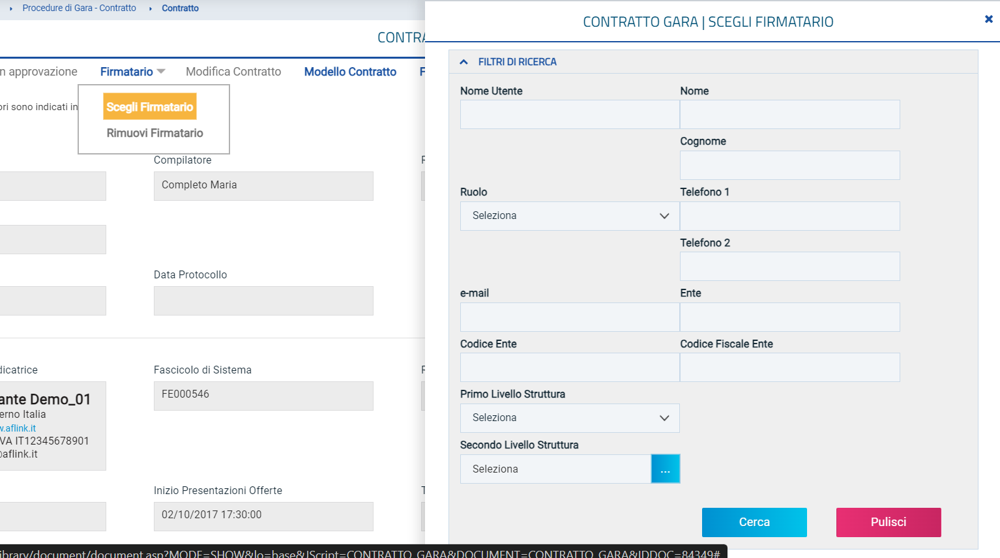 Procedure di Gara - Contratto
Contratto
CONTRA
n approvazione
Firmatario
Modifica Contratto
Modello Contratto
F
ori sono indicati in
Scegli Firmatario
Rimuovi Firmatario
Compilatore
Completo Maria
Data Protocollo
dicatrice
ante Demo_01
erno Italia
w.aflink.it
VA IT12345678901
@aflink.it
Fascicolo di Sistema
FE000546
Inizio Presentazioni Offerte
02/10/2017 17:30:00
CONTRATTO GARA | SCEGLI FIRMATARIO
FILTRI DI RICERCA
Nome Utente
Nome
Cognome
Ruolo
Seleziona
Telefono 1
Telefono 2
e-mail
Ente
Codice Ente
Codice Fiscale Ente
Primo Livello Struttura
Seleziona
Secondo Livello Struttura
Seleziona
...
Cerca
Pulisci
ibrary/document/document.asp?MODE=SHOW&lo=base&JScript=CONTRATTO_GARA&DOCUMENT=CONTRATTO_GARA&IDDOC=84349#